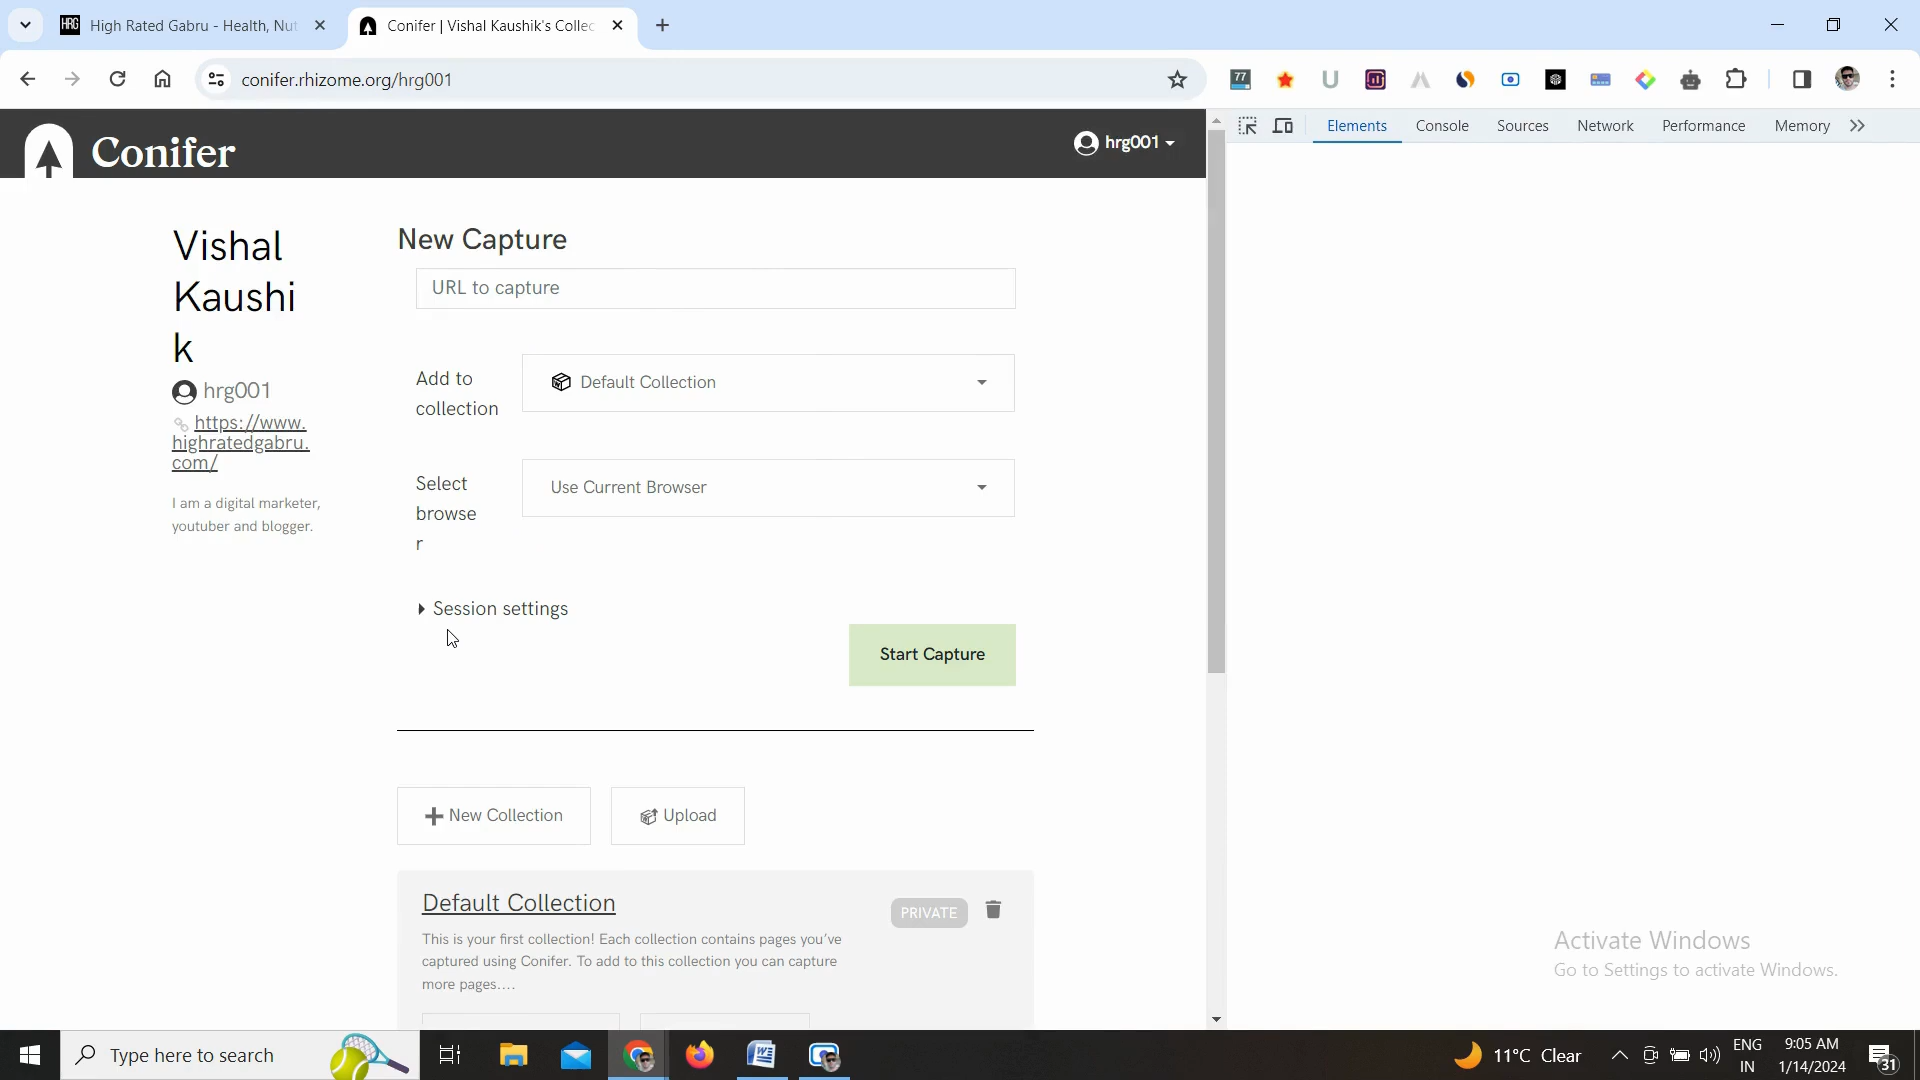 High Rated Gabru - Health, Nut
Conifer | Vishal Kaushik's Collec
conifer.rhizome.org/hrg001
77
Conifer
hrg001
Elements
Console
Sources
Network
Performance
Memory
Vishal
Kaushi
k
hrg001
https://www.
highratedgabru.
com/
I am a digital marketer,
youtuber and blogger.
New Capture
URL to capture
Add to
collection
Default Collection
Select
browse
r
Use Current Browser
Session settings
Start Capture
New Collection
Upload
Default Collection
PRIVATE
This is your first collection! Each collection contains pages you've
captured using Conifer. To add to this collection you can capture
more pages....
Activate Windows
Go to Settings to activate Windows.
Type here to search
11°C Clear
ENG
IN
9:05 AM
1/14/2024
31